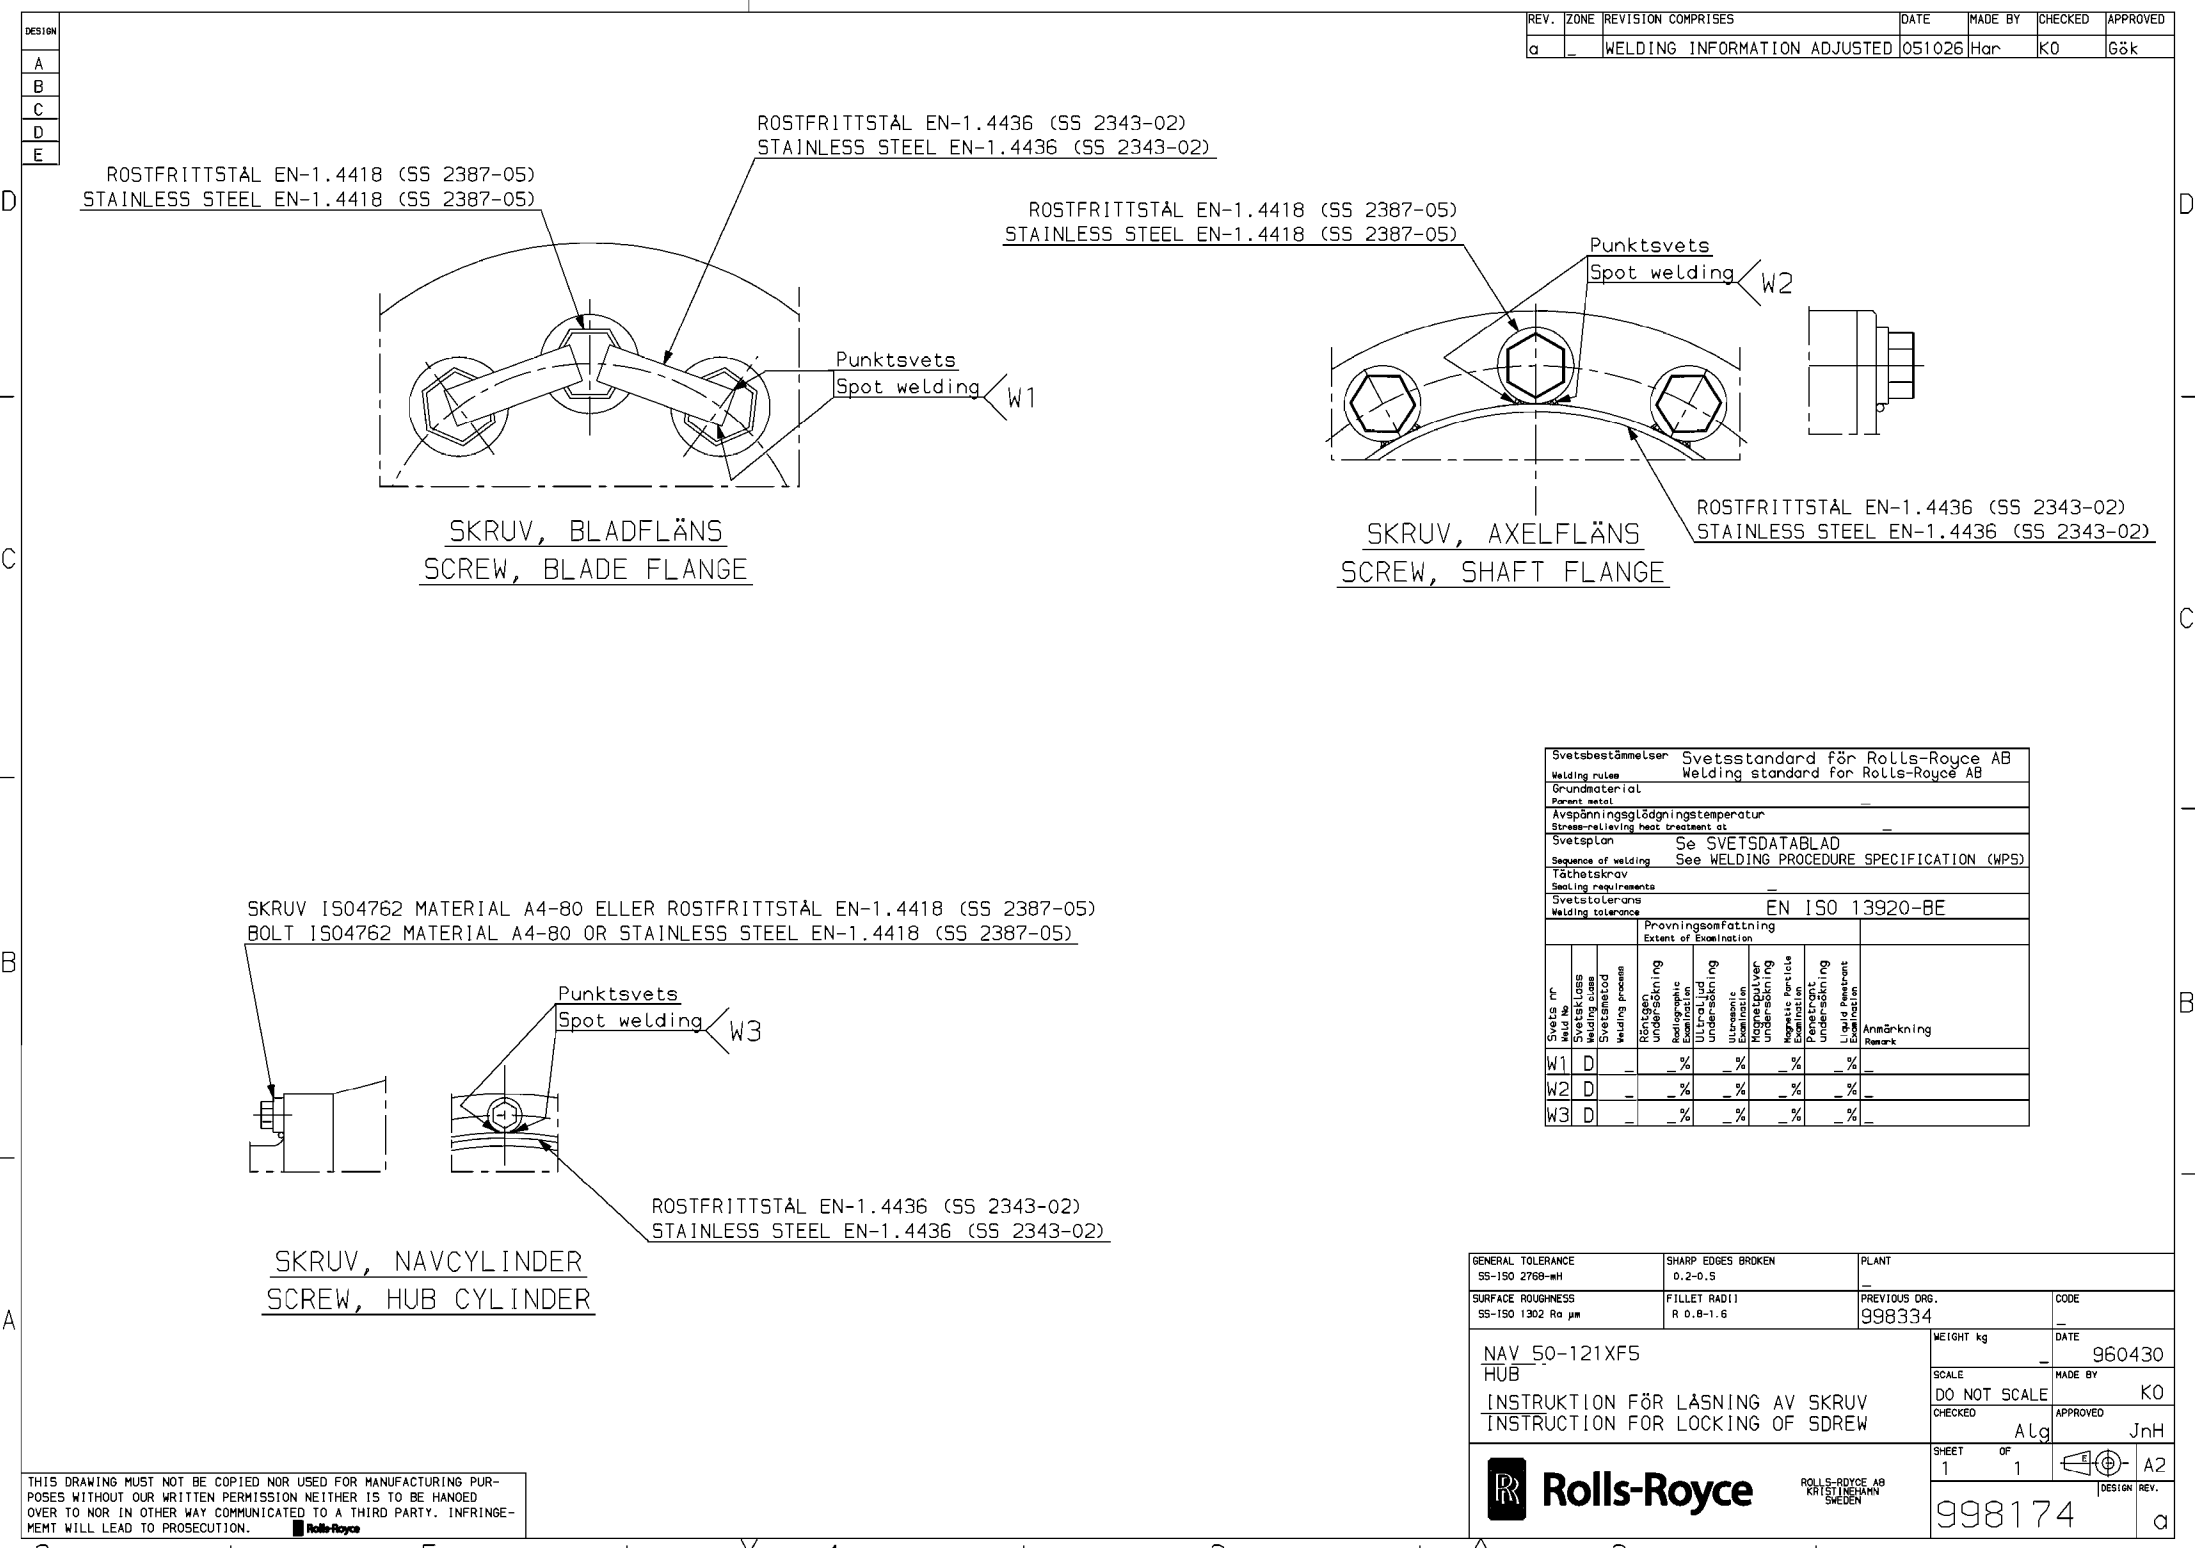 DESIGN
A
B
C
D
E
REV. ZONE REVISION COMPRISES DATE MADE BY CHECKED APPROVED
a _ WELDING INFORMATION ADJUSTED 051026 Har KO Gök
ROSTFRITTSTÅL EN-1.4436 (SS 2343-02)
STAINLESS STEEL EN-1.4436 (SS 2343-02)
ROSTFRITTSTÅL EN-1.4418 (SS 2387-05)
STAINLESS STEEL EN-1.4418 (SS 2387-05)
Punktsvets
Spot welding W1
SKRUV, BLADFLÄNS
SCREW, BLADE FLANGE
ROSTFRITTSTÅL EN-1.4418 (SS 2387-05)
STAINLESS STEEL EN-1.4418 (SS 2387-05)
Punktsvets
Spot welding W2
ROSTFRITTSTÅL EN-1.4436 (SS 2343-02)
STAINLESS STEEL EN-1.4436 (SS 2343-02)
SKRUV, AXELFLÄNS
SCREW, SHAFT FLANGE
D
D
C
C
B
B
A
Svetsbestämmelser Svetsstandard för Rolls-Royce AB
Welding rules Welding standard for Rolls-Royce AB
Grundmaterial
Parent metal _
Avspänningsglödgningstemperatur
Stress-relieving heat treatment at _
Svetsplan Se SVETSDATABLAD
Sequence of welding See WELDING PROCEDURE SPECIFICATION (WPS)
Täthetskrav
Sealing requirements _
Svetstolerans
Welding tolerance EN ISO 13920-BE
Provningsomfattning
Extent of Examination
Svets nr
Weld No
Svetsklass
Welding class
Svetsmetod
Welding process
Röntgen undersökning
Radiographic Examination
Ultraljud undersökning
Ultrasonic Examination
Magnetpulver undersökning
Magnetic Particle Examination
Penetrant undersökning
Liquid Penetrant Examination
Anmärkning
Remark
W1 D _ _% _% _% _% _
W2 D _ _% _% _% _% _
W3 D _ _% _% _% _% _
SKRUV ISO4762 MATERIAL A4-80 ELLER ROSTFRITTSTÅL EN-1.4418 (SS 2387-05)
BOLT ISO4762 MATERIAL A4-80 OR STAINLESS STEEL EN-1.4418 (SS 2387-05)
Punktsvets
Spot welding W3
ROSTFRITTSTÅL EN-1.4436 (SS 2343-02)
STAINLESS STEEL EN-1.4436 (SS 2343-02)
SKRUV, NAVCYLINDER
SCREW, HUB CYLINDER
GENERAL TOLERANCE
SS-ISO 2768-mH
SHARP EDGES BROKEN
0.2-0.5
PLANT
_
SURFACE ROUGHNESS
SS-ISO 1302 Ra µm
FILLET RADII
R 0.8-1.6
PREVIOUS DRG.
998334
CODE
_
NAV 50-121XF5
HUB
INSTRUKTION FÖR LÅSNING AV SKRUV
INSTRUCTION FOR LOCKING OF SDREW
WEIGHT kg
_
DATE
960430
SCALE
DO NOT SCALE
MADE BY
KO
CHECKED
Alg
APPROVED
JnH
SHEET OF
1 1
E
A2
Rolls-Royce
ROLLS-ROYCE AB
KRISTINEHAMN
SWEDEN
998174
DESIGN REV.
a
THIS DRAWING MUST NOT BE COPIED NOR USED FOR MANUFACTURING PUR-
POSES WITHOUT OUR WRITTEN PERMISSION NEITHER IS TO BE HANDED
OVER TO NOR IN OTHER WAY COMMUNICATED TO A THIRD PARTY. INFRINGE-
MEMT WILL LEAD TO PROSECUTION.
Rolls-Royce